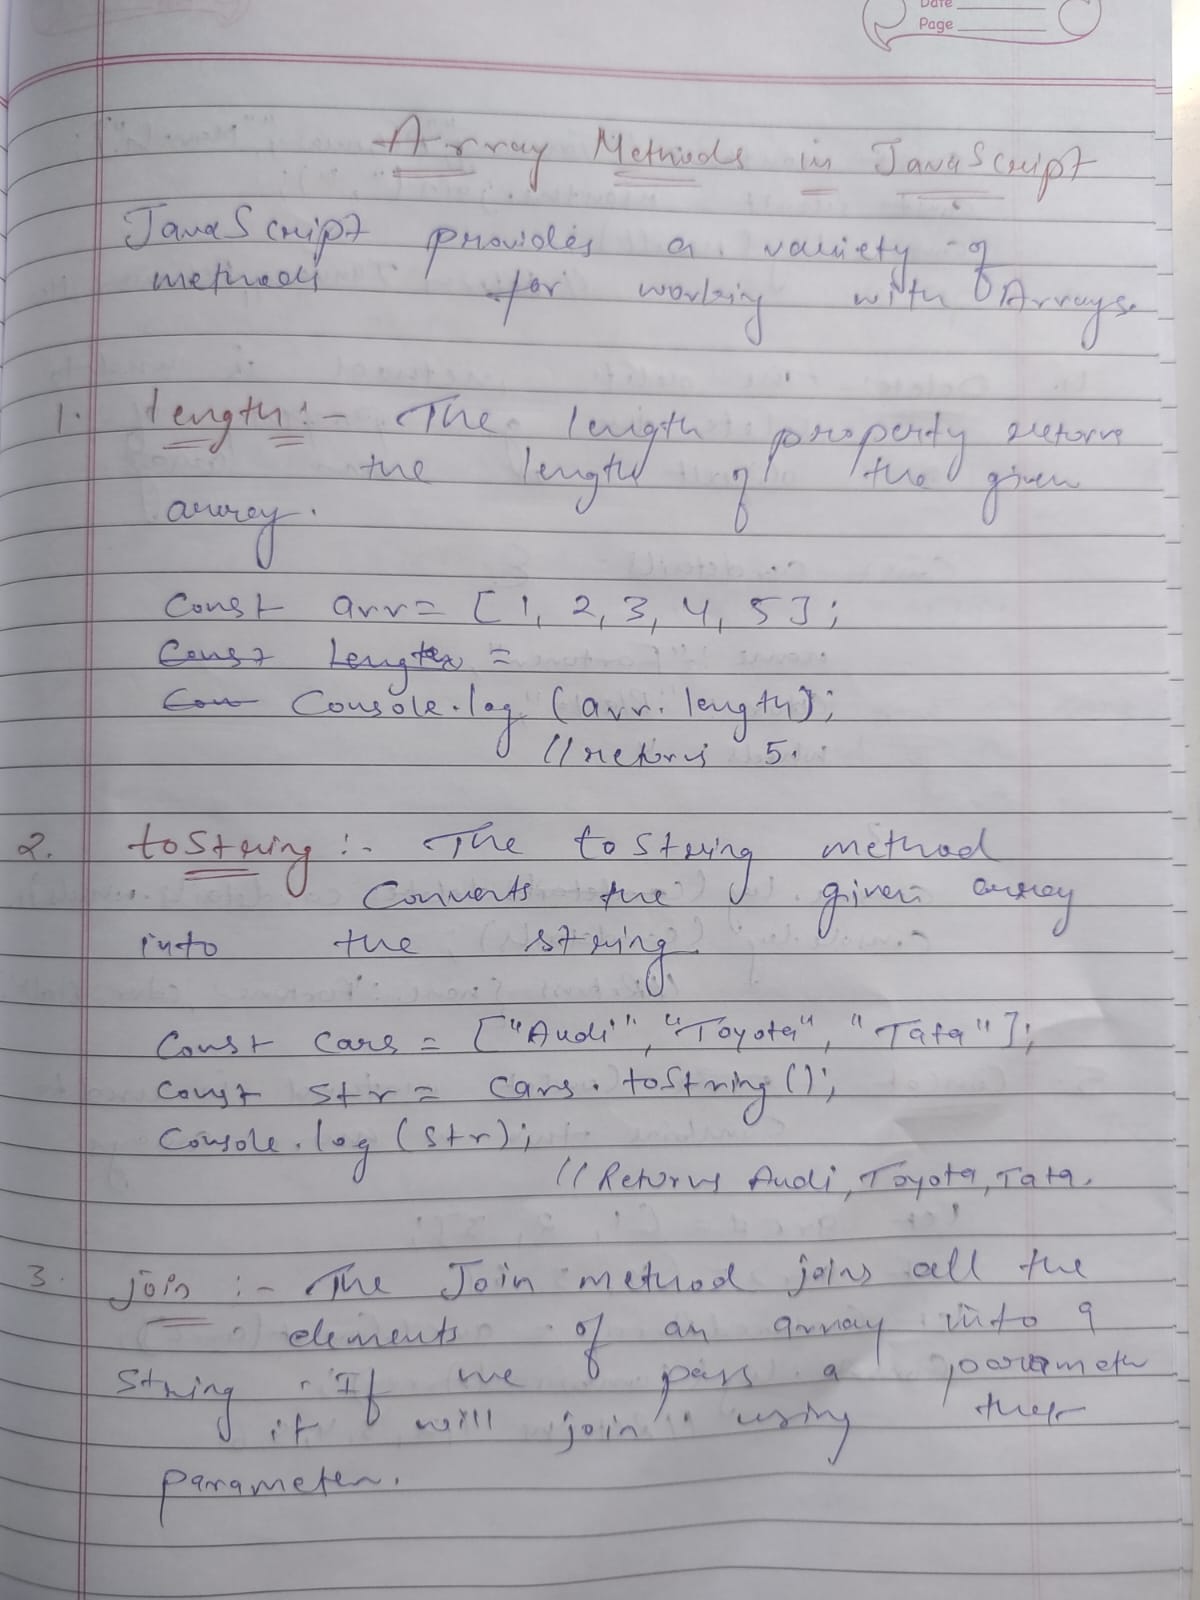 Date
Page
Array Methods in JavaScript
JavaScript provides a variety of
methods for working with Arrays.
1. length :- The length property returns
the length of the given
array.
Const arr = [1, 2, 3, 4, 5];
Const Length =
Con Console.log (arr.length);
//returns 5.
2. toString :- The toString method
Converts the given array
into the string
Const cars = ["Audi", "Toyota", "Tata"];
Const str = cars.toString();
Console.log (str);
//Returns Audi, Toyota, Tata.
3. join :- The Join method joins all the
elements of an array into a
string. If we pass a parameter
it will join using that
parameter.